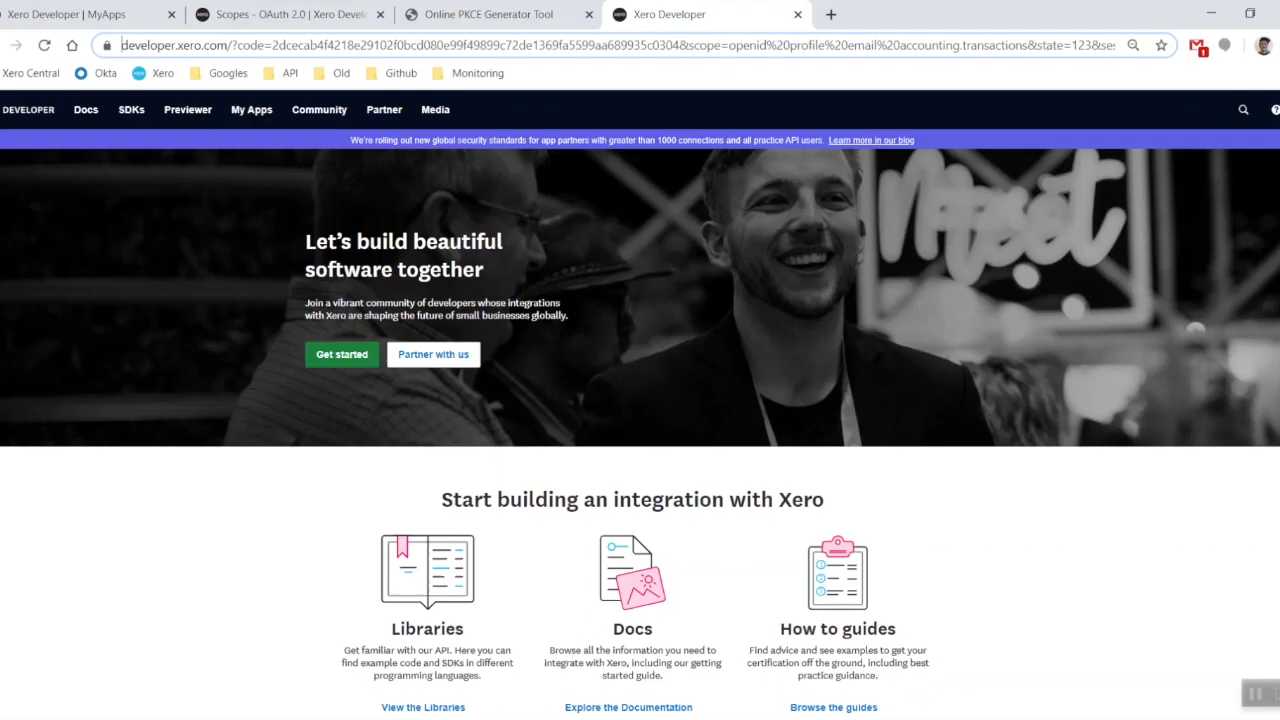 Xero Developer | MyApps
Scopes - OAuth 2.0 | Xero Devel
Online PKCE Generator Tool
Xero Developer
developer.xero.com/?code=2dcecab4f4218e29102f0bcd080e99f49892c72de1369fa5599aa689935c0304&scope=openid%20profile%20email%20accounting.transactions&state=123&ses
1
Xero Central
Okta
Xero
Googles
API
Old
Github
Monitoring
DEVELOPER
Docs
SDKs
Previewer
My Apps
Community
Partner
Media
We're rolling out new global security standards for app partners with greater than 1000 connections and all practice API users. Learn more in our blog
Meet
Let's build beautiful
software together
Join a vibrant community of developers whose integrations
with Xero are shaping the future of small businesses globally.
Get started
Partner with us
Start building an integration with Xero
Libraries
Get familiar with our API. Here you can
find example code and SDKs in different
programming languages.
View the Libraries
Docs
Browse all the information you need to
integrate with Xero, including our getting
started guide.
Explore the Documentation
How to guides
Find advice and see examples to get your
certification off the ground, including best
practice guidance.
Browse the guides